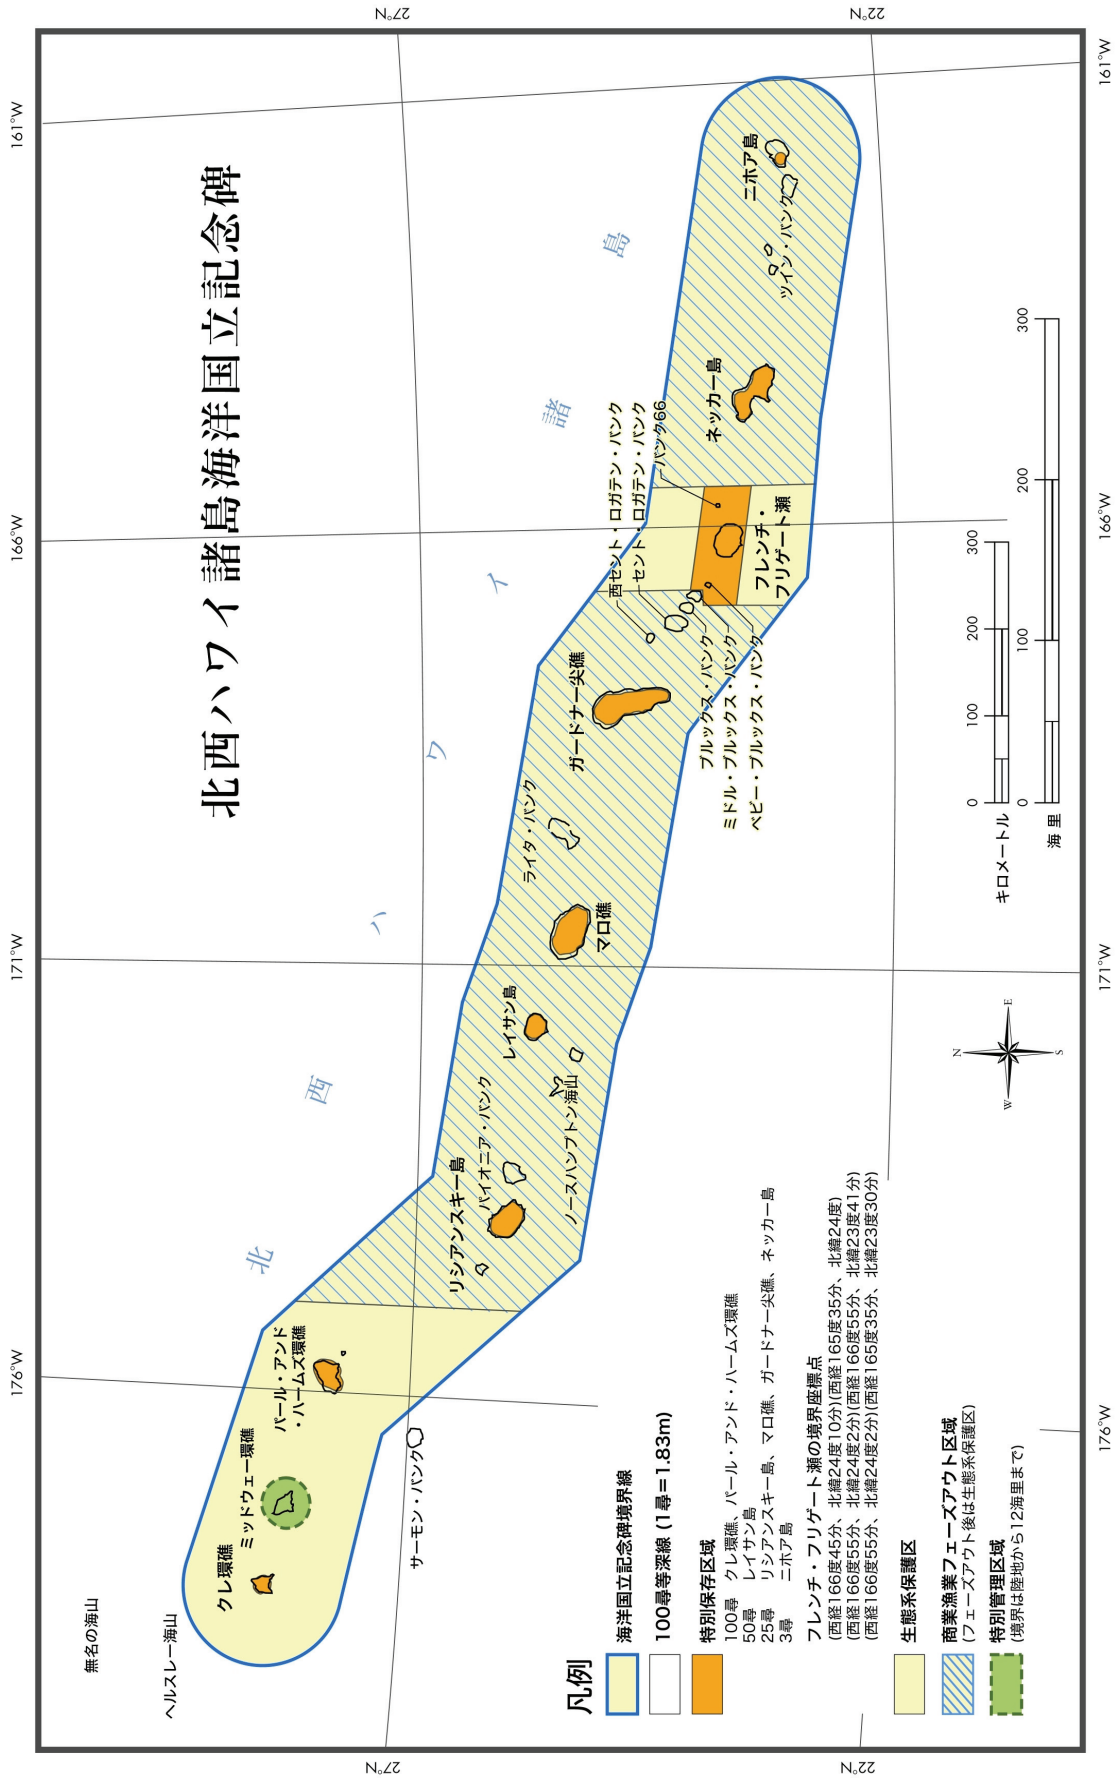 北西ハワイ諸島海洋国立記念碑
176°W
171°W
166°W
161°W
27°N
27°N
22°N
22°N
176°W
171°W
166°W
161°W
北西ハワイ諸島
無名の海山
ヘルスレー海山
クレ環礁
ミッドウェー環礁
パール・アンド
・ハームズ環礁
サーモン・バンク
リシアンスキー島
パイオニア・バンク
ノースハンプトン海山
レイサン島
マロ礁
ライタ・バンク
ガードナー尖礁
西セント・ロガテン・バンク
セント・ロガテン・バンク
バンク66
ブルックス・バンク
ミドル・ブルックス・バンク
ベビー・ブルックス・バンク
フレンチ・
フリゲート瀬
ネッカー島
ツイン・バンク
ニホア島
凡例
海洋国立記念碑境界線
100尋等深線 (1尋＝1.83m)
特別保存区域
100尋 クレ環礁、パール・アンド・ハームズ環礁
50尋 レイサン島
25尋 リシアンスキー島、マロ礁、ガードナー尖礁、ネッカー島
3尋 ニホア島
フレンチ・フリゲート瀬の境界座標点
(西経166度45分、北緯24度10分)(西経165度35分、北緯24度)
(西経166度55分、北緯24度2分)(西経166度55分、北緯23度41分)
(西経166度55分、北緯24度2分)(西経165度35分、北緯23度30分)
生態系保護区
商業漁業フェーズアウト区域
(フェーズアウト後は生態系保護区)
特別管理区域
(境界は陸地から12海里まで)
N
W
E
S
0 100 200 300
キロメートル
0 100 200 300
海里